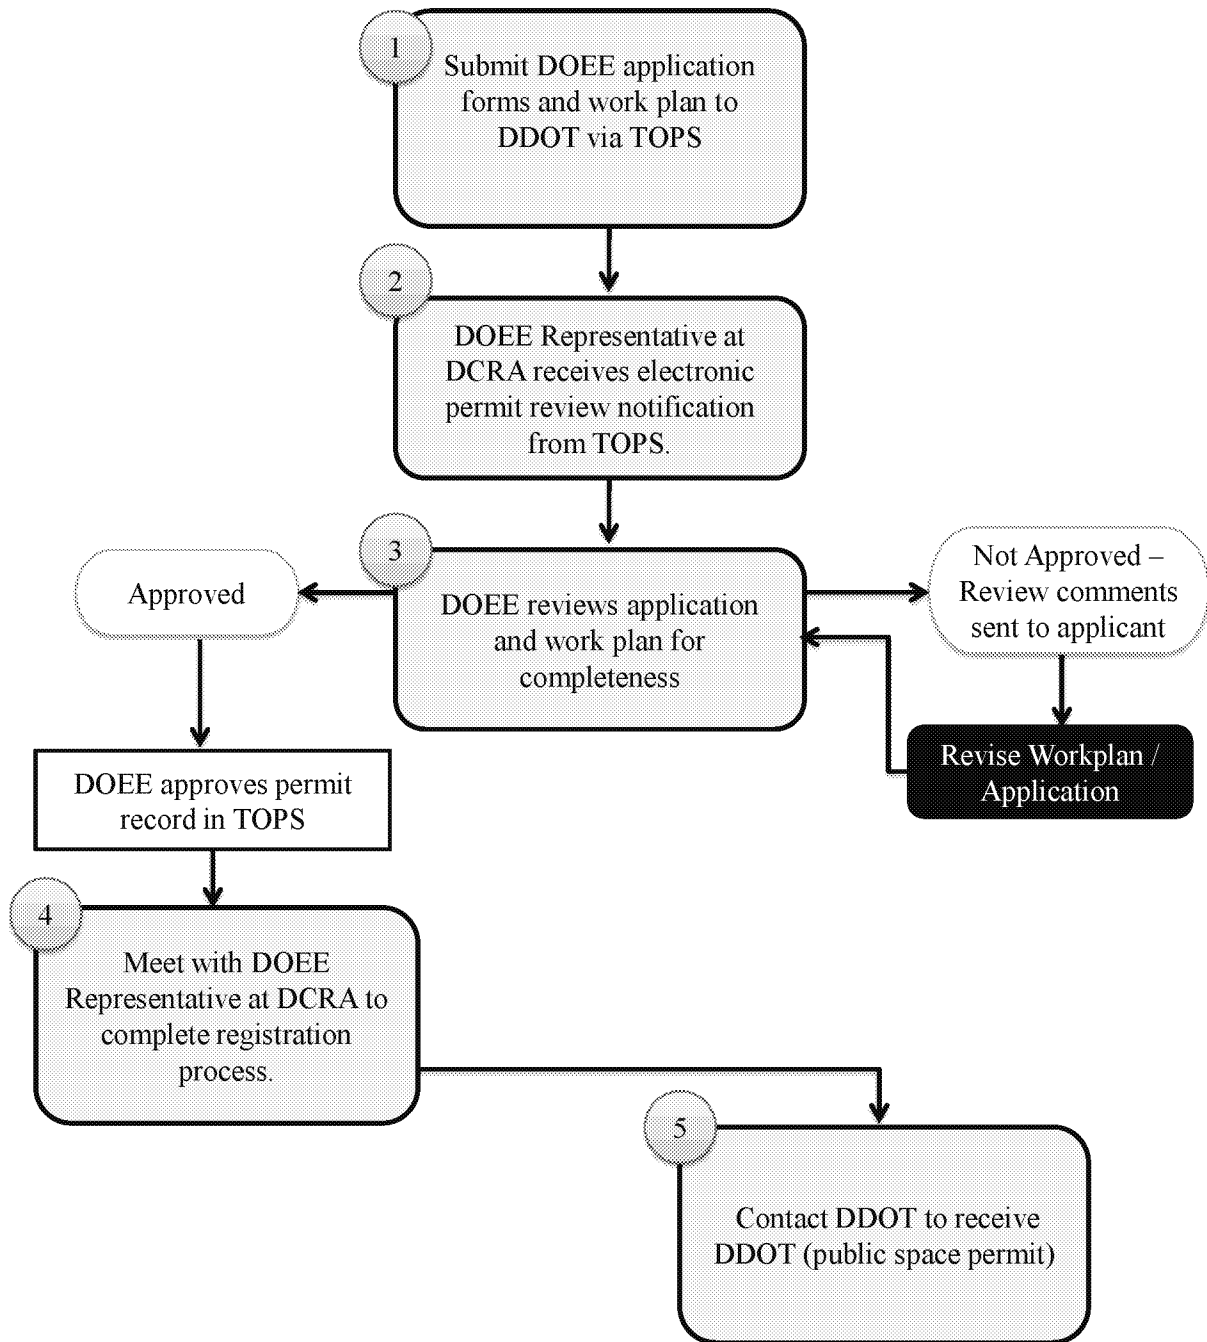 1
Submit DOEE application
forms and work plan to
DDOT via TOPS
2
DOEE Representative at
DCRA receives electronic
permit review notification
from TOPS.
3
DOEE reviews application
and work plan for
completeness
Approved
Not Approved –
Review comments
sent to applicant
Revise Workplan /
Application
DOEE approves permit
record in TOPS
4
Meet with DOEE
Representative at DCRA to
complete registration
process.
5
Contact DDOT to receive
DDOT (public space permit)